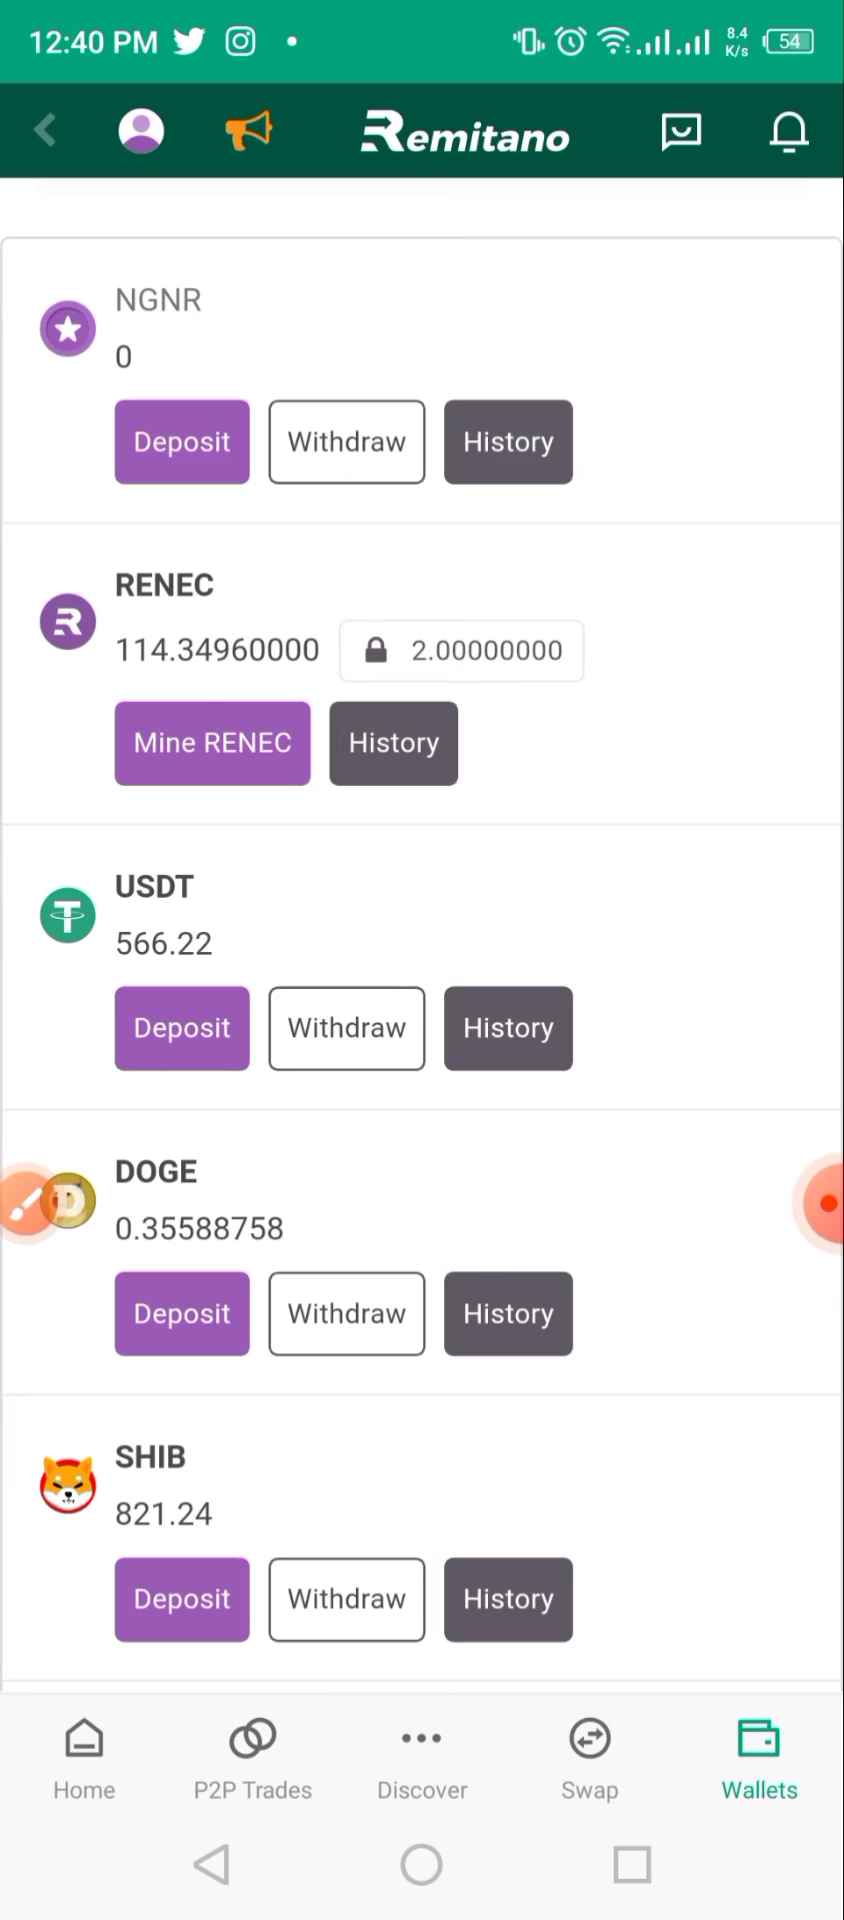 12:40 PM
8.4
K/s
54
Remitano
NGNR
0
Deposit Withdraw History
RENEC
114.34960000 2.00000000
Mine RENEC History
USDT
566.22
Deposit Withdraw History
DOGE
0.35588758
Deposit Withdraw History
SHIB
821.24
Deposit Withdraw History
Home P2P Trades Discover Swap Wallets